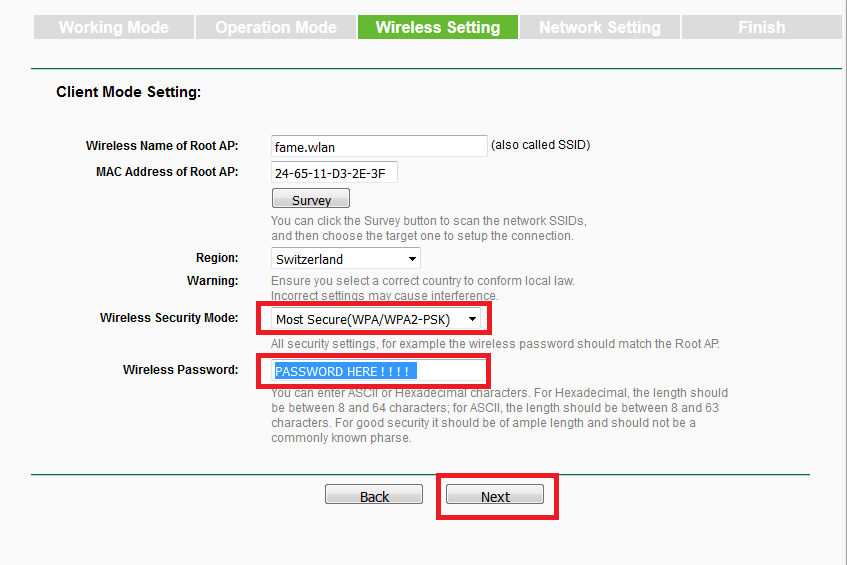 Working Mode Operation Mode Wireless Setting Network Setting Finish
Client Mode Setting:
Wireless Name of Root AP: fame.wlan (also called SSID)
MAC Address of Root AP: 24-65-11-D3-2E-3F
Survey
You can click the Survey button to scan the network SSIDs,
and then choose the target one to setup the connection.
Region: Switzerland
Warning: Ensure you select a correct country to conform local law.
Incorrect settings may cause interference.
Wireless Security Mode: Most Secure(WPA/WPA2-PSK)
All security settings, for example the wireless password should match the Root AP.
Wireless Password: PASSWORD HERE ! ! ! !
You can enter ASCII or Hexadecimal characters. For Hexadecimal, the length should
be between 8 and 64 characters; for ASCII, the length should be between 8 and 63
characters. For good security it should be of ample length and should not be a
commonly known pharse.
Back Next